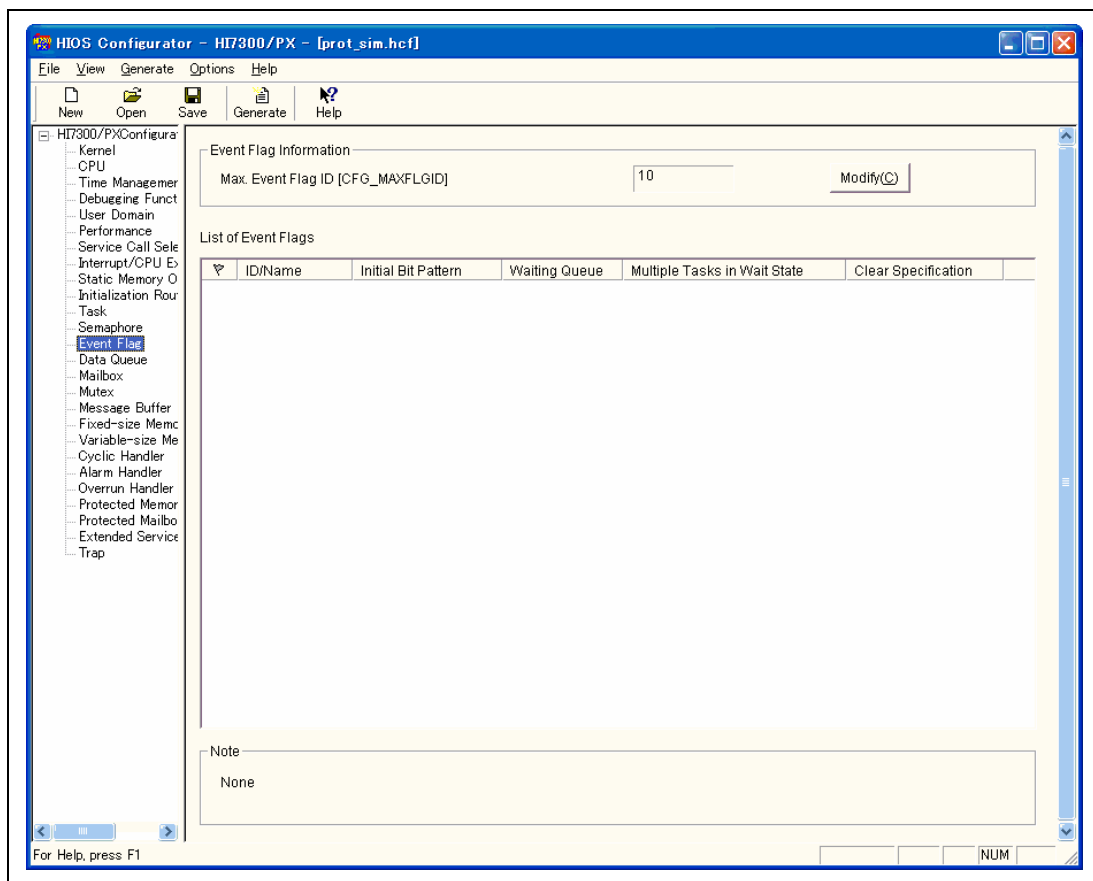 HIOS Configurator - HI7300/PX - [prot_sim.hcf]
File View Generate Options Help
New Open Save Generate Help
HI7300/PXConfigura
Kernel
CPU
Time Managemer
Debugging Funct
User Domain
Performance
Service Call Sele
Interrupt/CPU Ex
Static Memory O
Initialization Rou
Task
Semaphore
Event Flag
Data Queue
Mailbox
Mutex
Message Buffer
Fixed-size Memo
Variable-size Me
Cyclic Handler
Alarm Handler
Overrun Handler
Protected Memor
Protected Mailbo
Extended Service
Trap
Event Flag Information
Max. Event Flag ID [CFG_MAXFLGID] 10 Modify(C)
List of Event Flags
ID/Name Initial Bit Pattern Waiting Queue Multiple Tasks in Wait State Clear Specification
Note
None
For Help, press F1 NUM